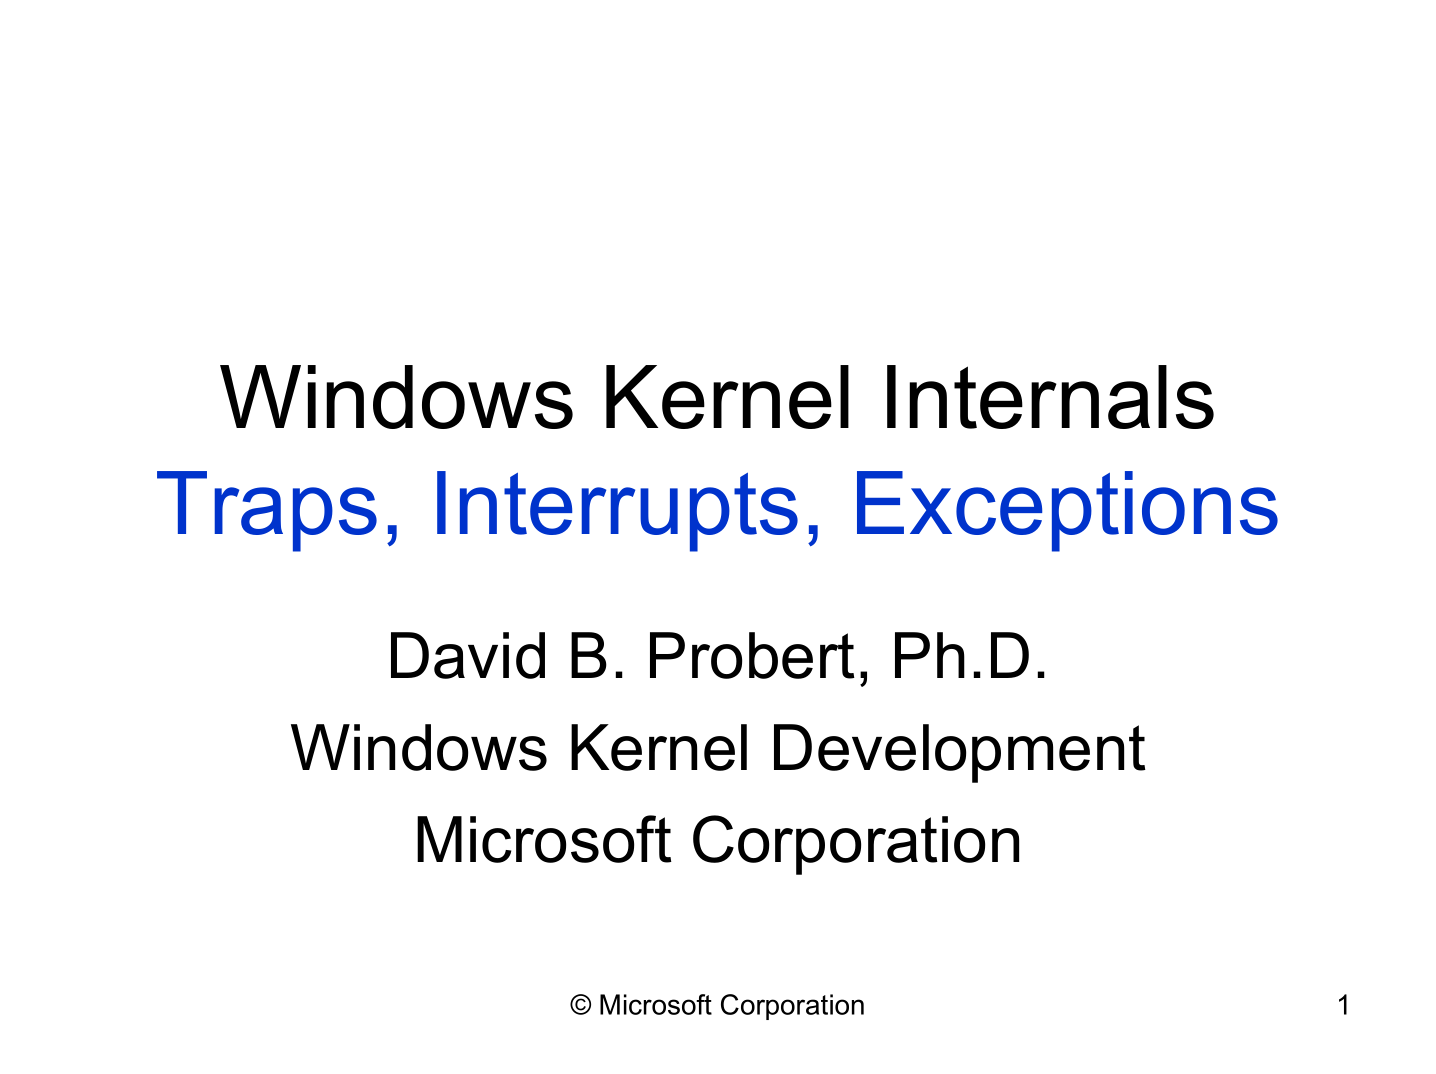 Windows Kernel Internals
Traps, Interrupts, Exceptions
David B. Probert, Ph.D.
Windows Kernel Development
Microsoft Corporation
© Microsoft Corporation
1